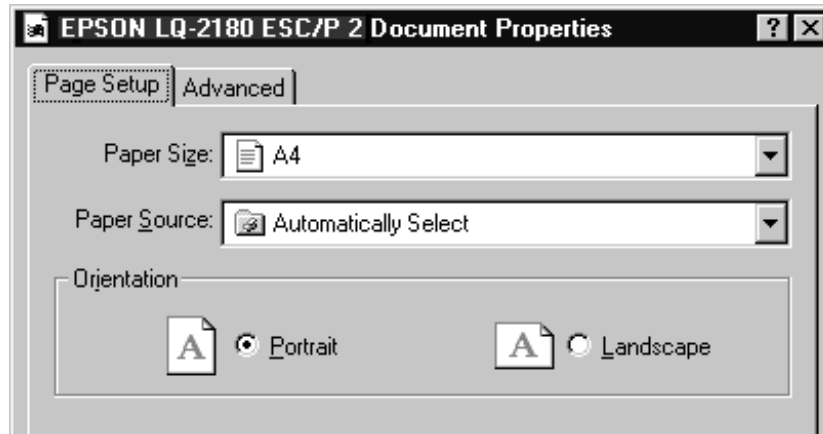 EPSON LQ-2180 ESC/P 2 Document Properties ? X
Page Setup Advanced
Paper Size: A4
Paper Source: Automatically Select
Orientation
A Portrait A Landscape